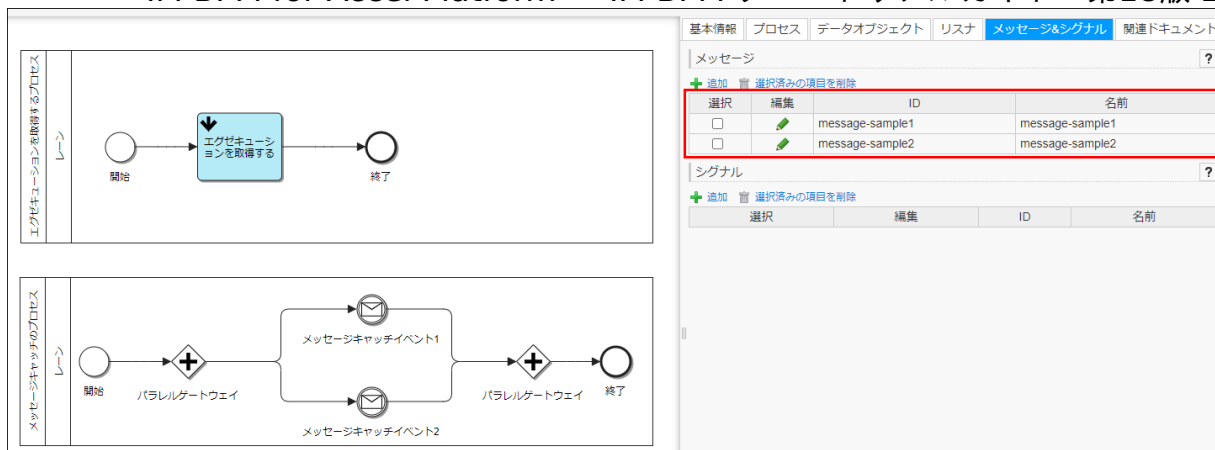 基本情報 プロセス データオブジェクト リスナ メッセージ&シグナル 関連ドキュメント
メッセージ ?
追加 選択済みの項目を削除
選択 編集 ID 名前
message-sample1 message-sample1
message-sample2 message-sample2
シグナル ?
追加 選択済みの項目を削除
選択 編集 ID 名前
エグゼキューションを取得するプロセス
レーン
開始
エグゼキューシ
ョンを取得する
終了
メッセージキャッチのプロセス
レーン
開始
パラレルゲートウェイ
メッセージキャッチイベント1
メッセージキャッチイベント2
パラレルゲートウェイ
終了